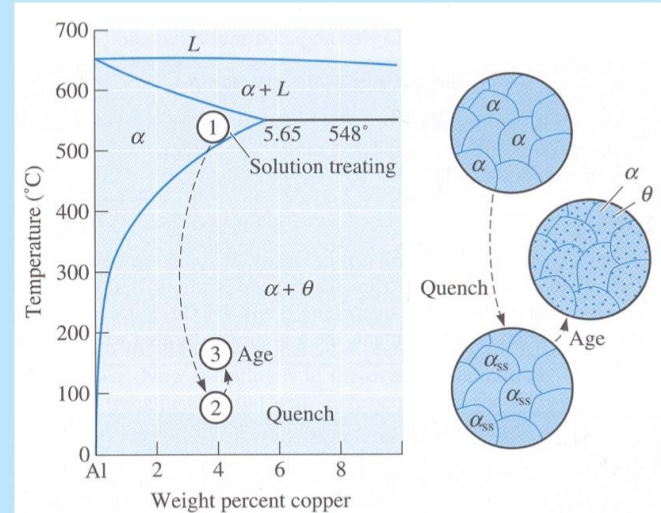 700
600
500
400
300
200
100
0
Temperature (°C)
L
α + L
α
1
5.65 548°
Solution treating
α + θ
3 Age
2
Quench
Al 2 4 6 8
Weight percent copper
α
α
α
α
θ
Quench
Age
αss
αss
αss